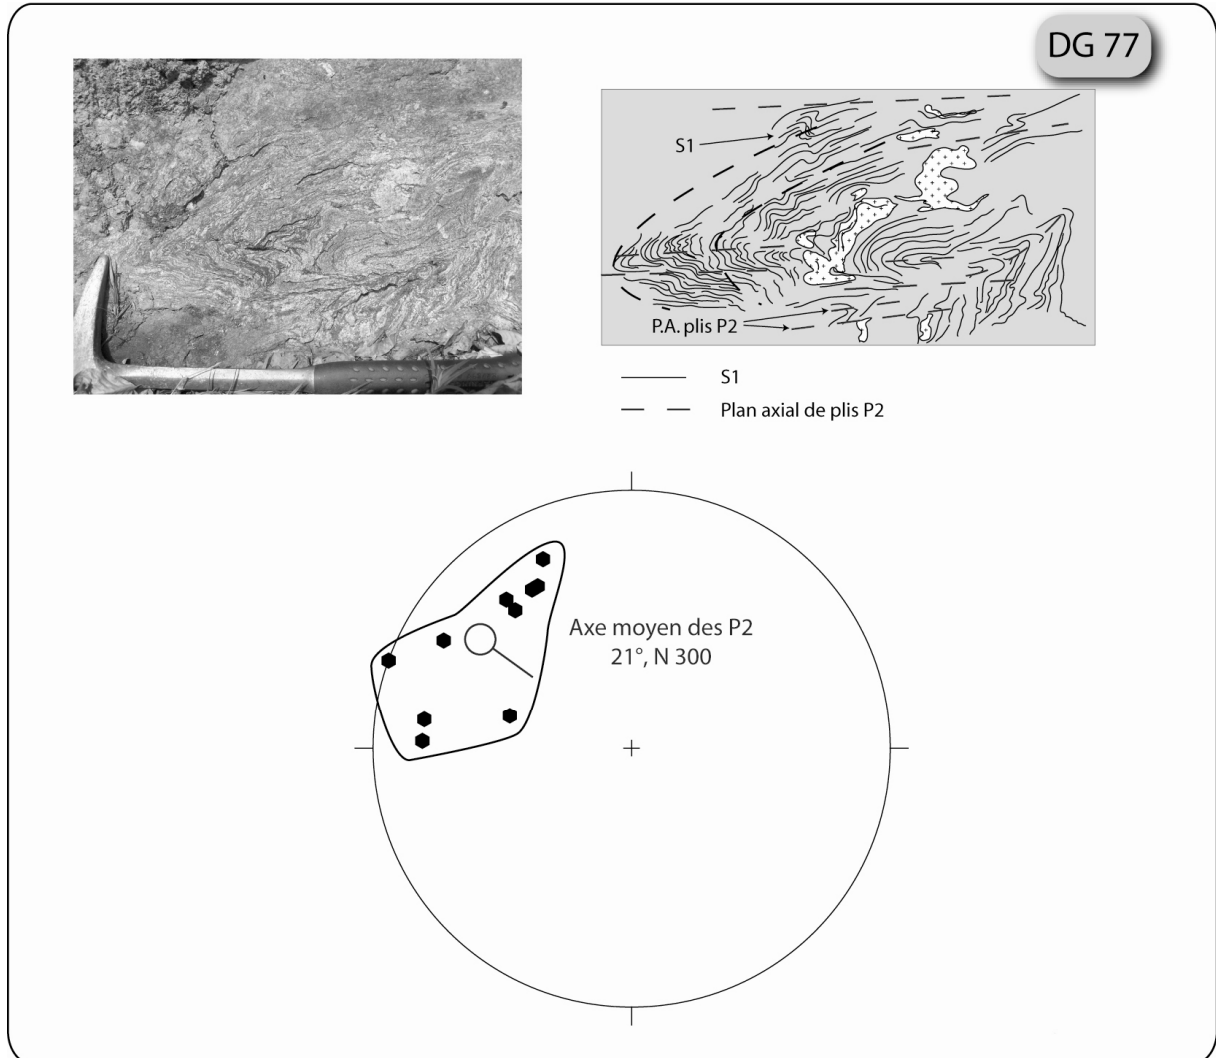 DG 77
S1
P.A. plis P2
S1
Plan axial de plis P2
Axe moyen des P2
21°, N 300